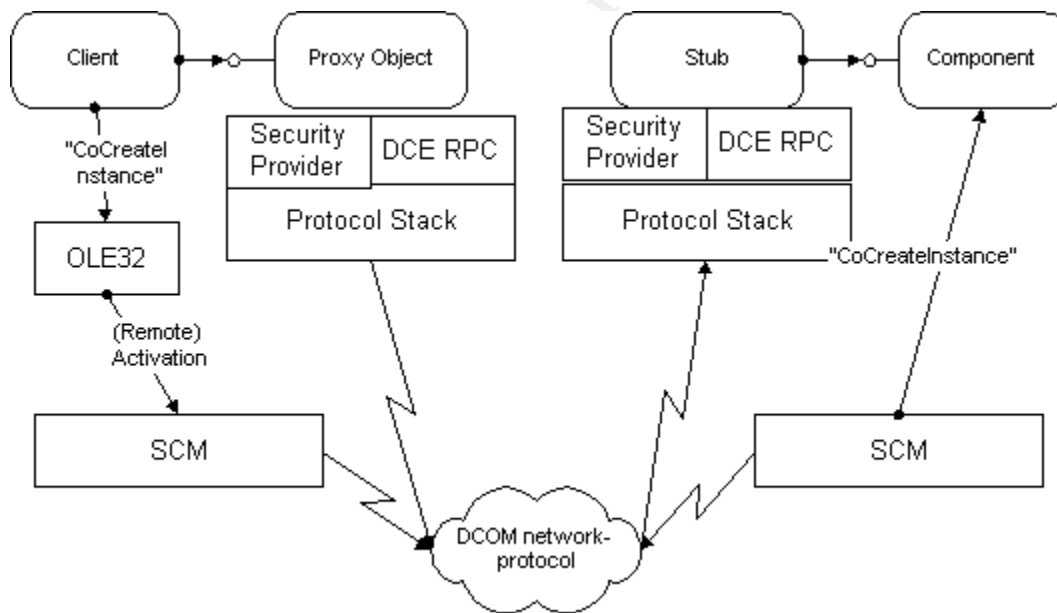 Client
Proxy Object
Stub
Component
Security
Provider
DCE RPC
Security
Provider
DCE RPC
"CoCreateI
nstance"
Protocol Stack
Protocol Stack
OLE32
"CoCreateInstance"
(Remote)
Activation
SCM
SCM
DCOM network-
protocol